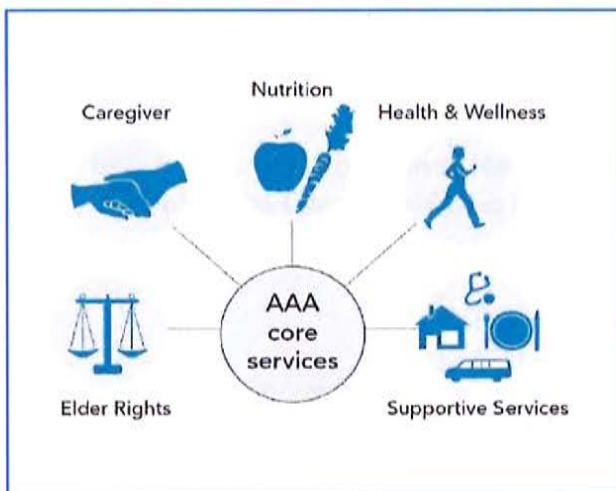 Nutrition
Caregiver
Health & Wellness
AAA
core
services
Elder Rights
Supportive Services